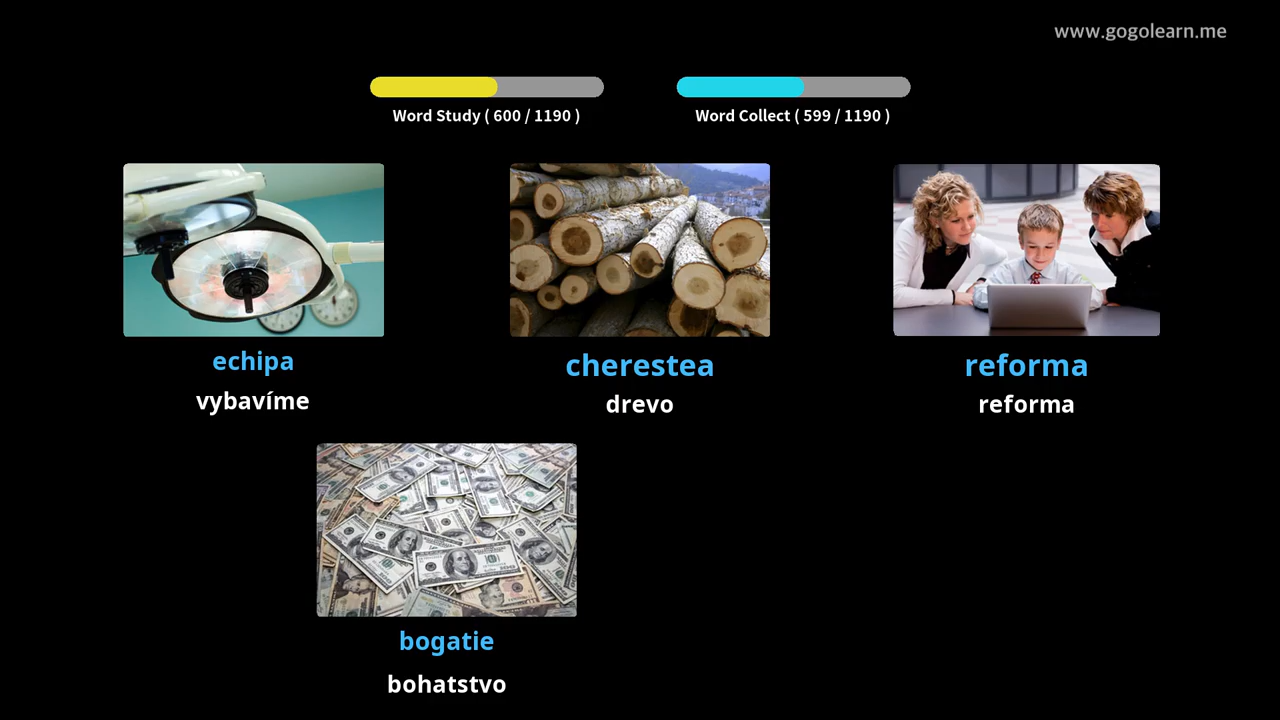 www.gogolearn.me
Word Study ( 600 / 1190 )
Word Collect ( 599 / 1190 )
echipa
vybavíme
cherestea
drevo
reforma
reforma
bogatie
bohatstvo